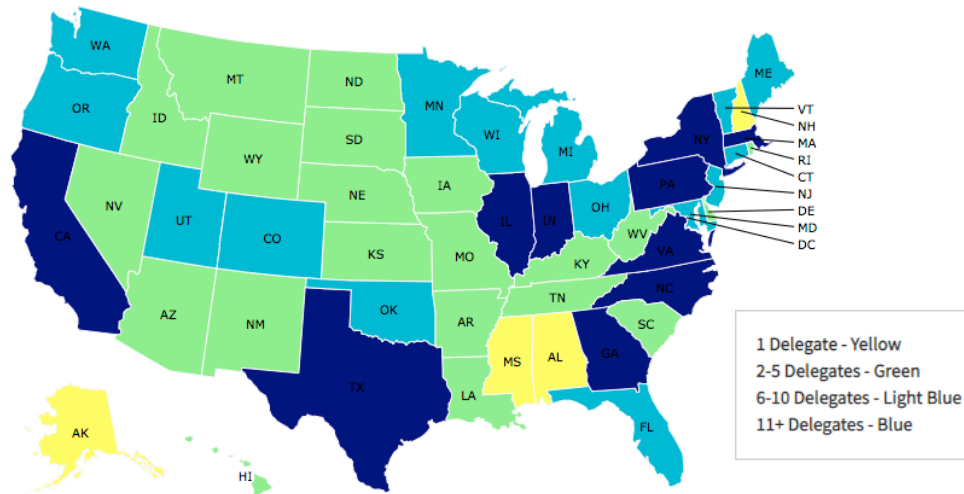 WA
ME
MT
ND
VT
OR
MN
NH
ID
WI
NY
MA
SD
MI
RI
WY
CT
IA
PA
NJ
NE
OH
DE
NV
IL
IN
MD
UT
WV
DC
CO
VA
CA
KS
MO
KY
NC
TN
OK
AZ
NM
AR
SC
MS
AL
GA
TX
LA
FL
AK
HI
1 Delegate - Yellow
2-5 Delegates - Green
6-10 Delegates - Light Blue
11+ Delegates - Blue